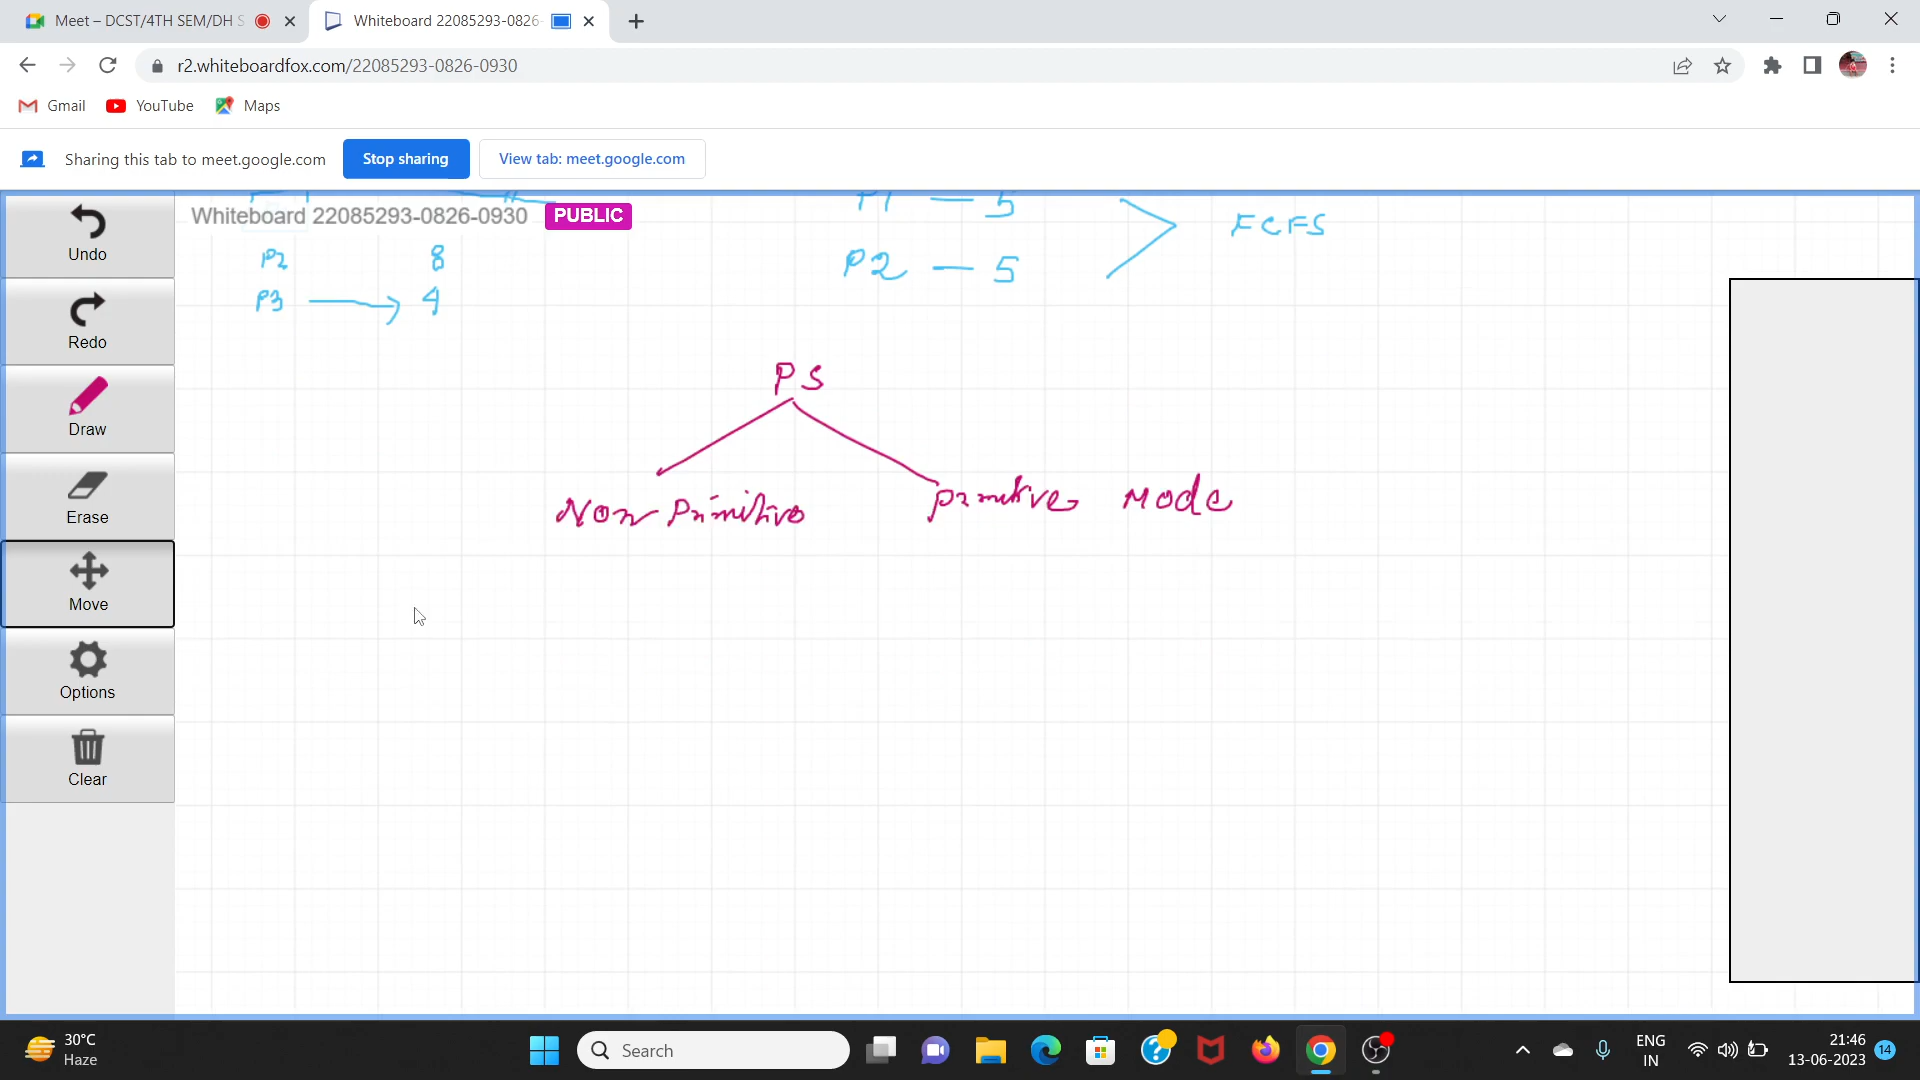 Meet – DCST/4TH SEM/DH S
Whiteboard 22085293-0826-
r2.whiteboardfox.com/22085293-0826-0930
Gmail
YouTube
Maps
Sharing this tab to meet.google.com
Stop sharing
View tab: meet.google.com
Whiteboard 22085293-0826-0930
PUBLIC
P1 — 5
FCFS
P2 8
P2 — 5
P3 → 4
Undo
Redo
Draw
Erase
Move
Options
Clear
PS
Non Primitive
Primitive Mode
30°C
Haze
Search
ENG
IN
21:46
13-06-2023
14